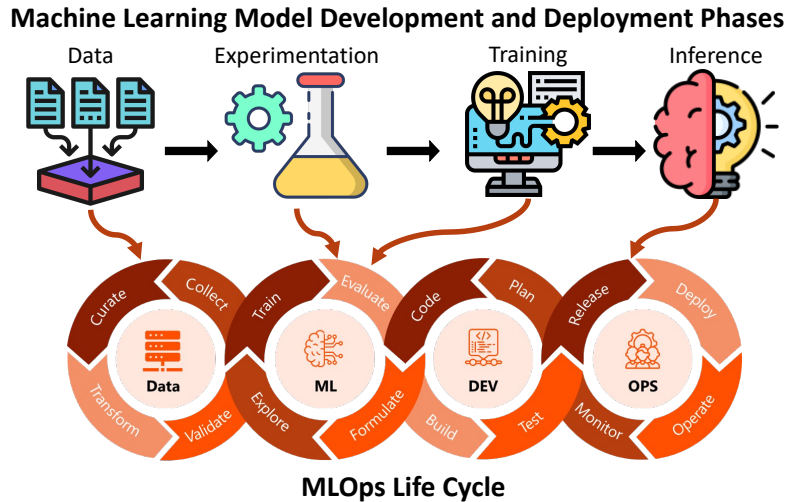 Machine Learning Model Development and Deployment Phases
Data
Experimentation
Training
Inference
Curate
Collect
Transform
Validate
Data
Train
Evaluate
Explore
Formulate
ML
Code
Plan
Build
Test
DEV
Release
Deploy
Monitor
Operate
OPS
MLOps Life Cycle